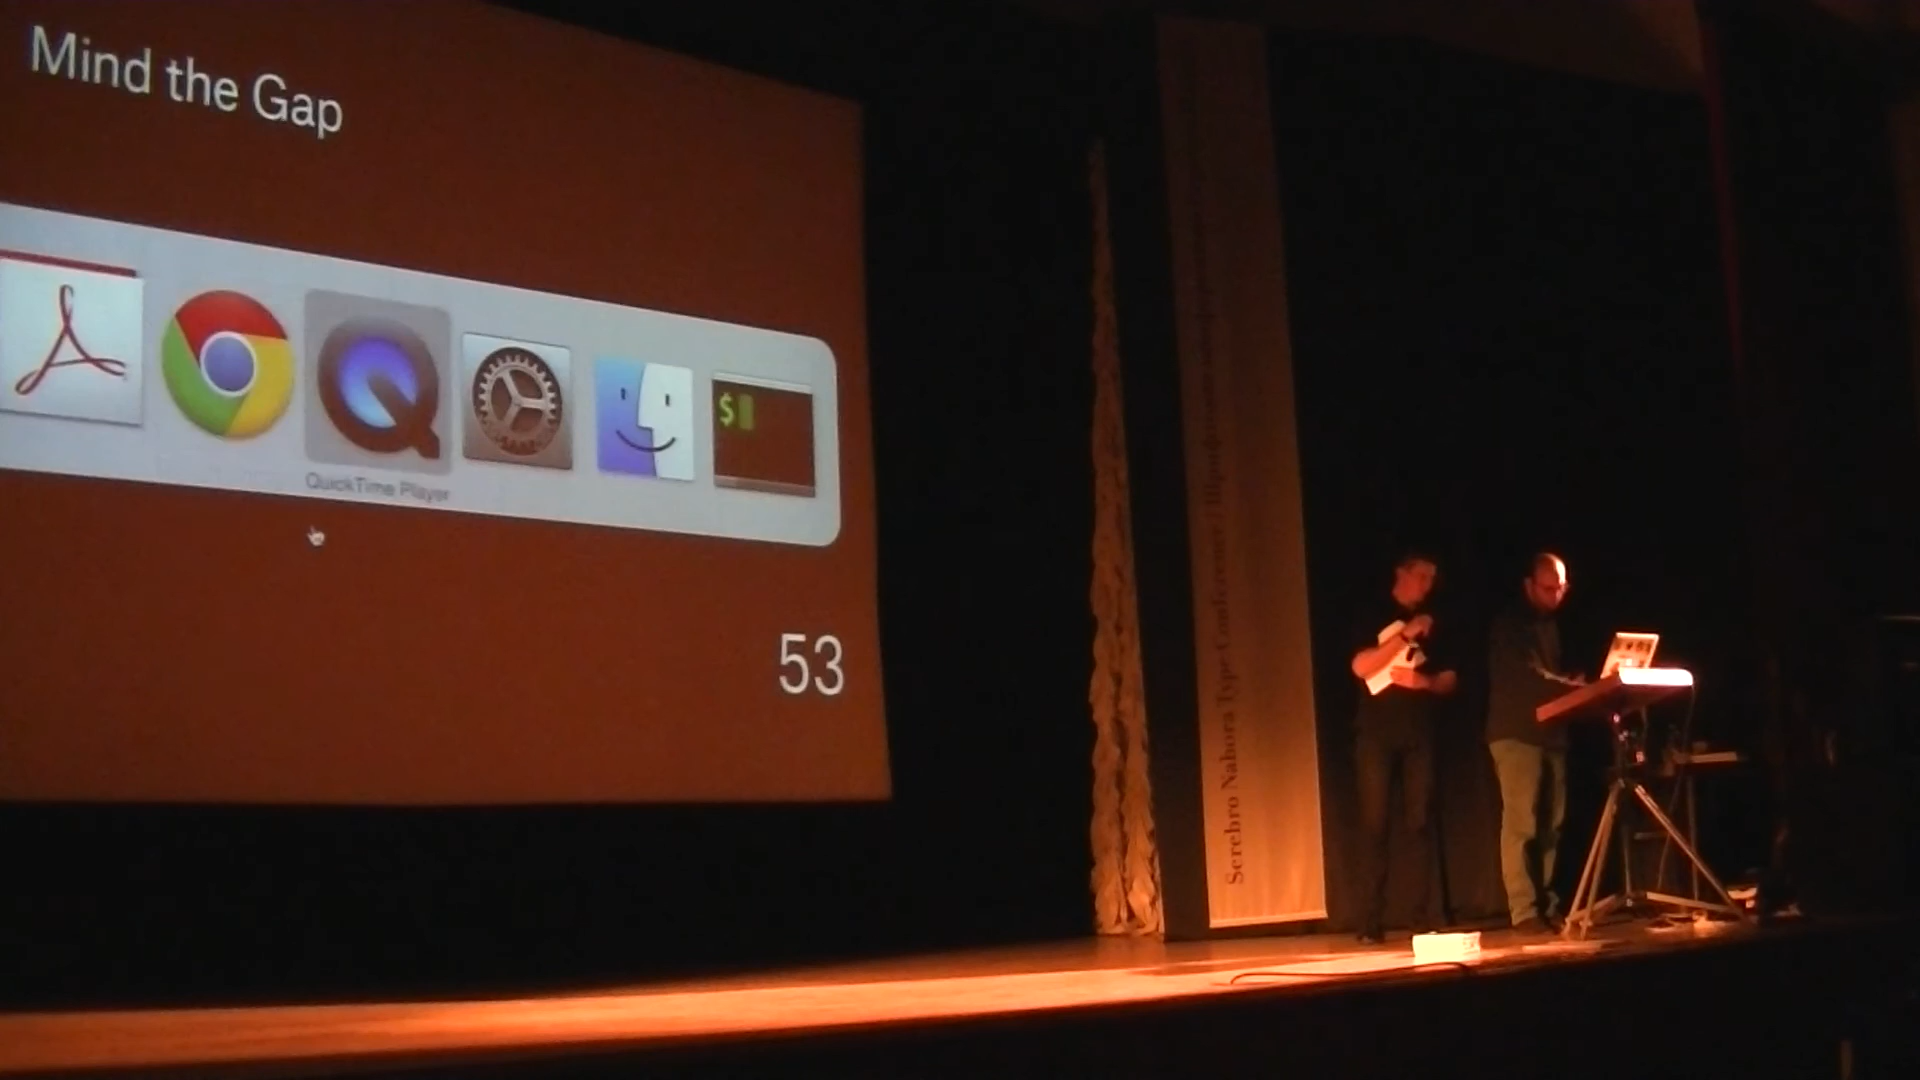 Mind the Gap
$
QuickTime Player
53
Serebro Nabora Type Conference /